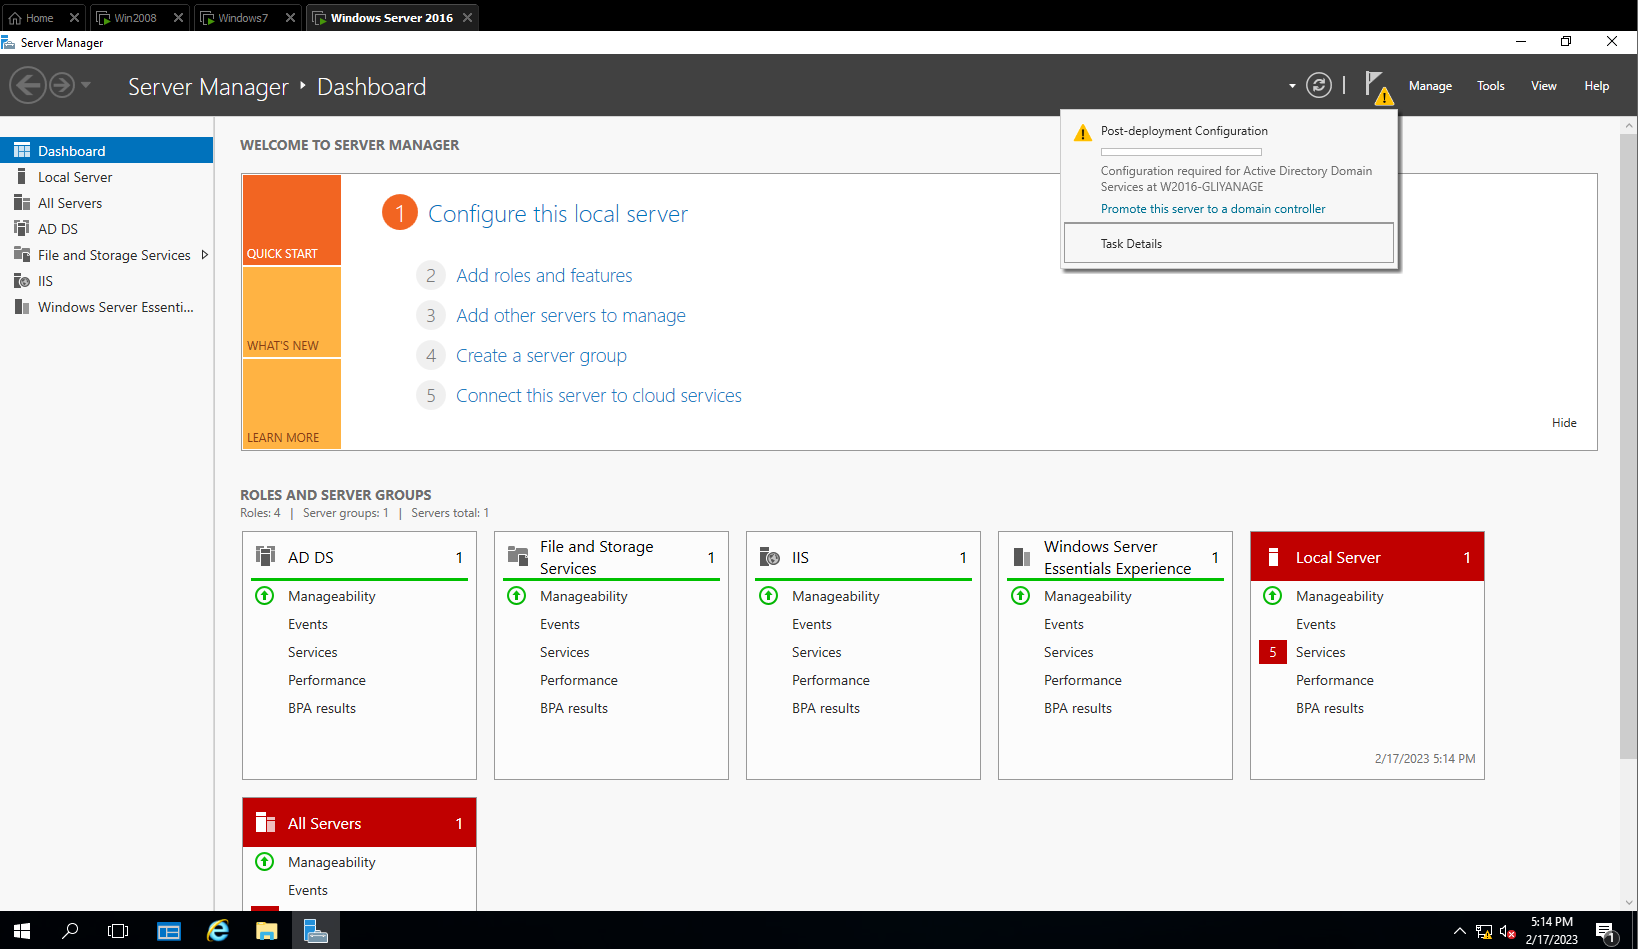 Home
Win2008
Windows7
Windows Server 2016
Server Manager
Server Manager ‣ Dashboard
Manage
Tools
View
Help
Post-deployment Configuration
Configuration required for Active Directory Domain
Services at W2016-GLIYANAGE
Promote this server to a domain controller
Task Details
Dashboard
Local Server
All Servers
AD DS
File and Storage Services
IIS
Windows Server Essenti...
WELCOME TO SERVER MANAGER
QUICK START
WHAT'S NEW
LEARN MORE
1 Configure this local server
2 Add roles and features
3 Add other servers to manage
4 Create a server group
5 Connect this server to cloud services
Hide
ROLES AND SERVER GROUPS
Roles: 4 | Server groups: 1 | Servers total: 1
AD DS 1
Manageability
Events
Services
Performance
BPA results
File and Storage
Services
1
Manageability
Events
Services
Performance
BPA results
IIS 1
Manageability
Events
Services
Performance
BPA results
Windows Server
Essentials Experience
1
Manageability
Events
Services
Performance
BPA results
Local Server 1
Manageability
Events
5 Services
Performance
BPA results
2/17/2023 5:14 PM
All Servers 1
Manageability
Events
5:14 PM
2/17/2023
1